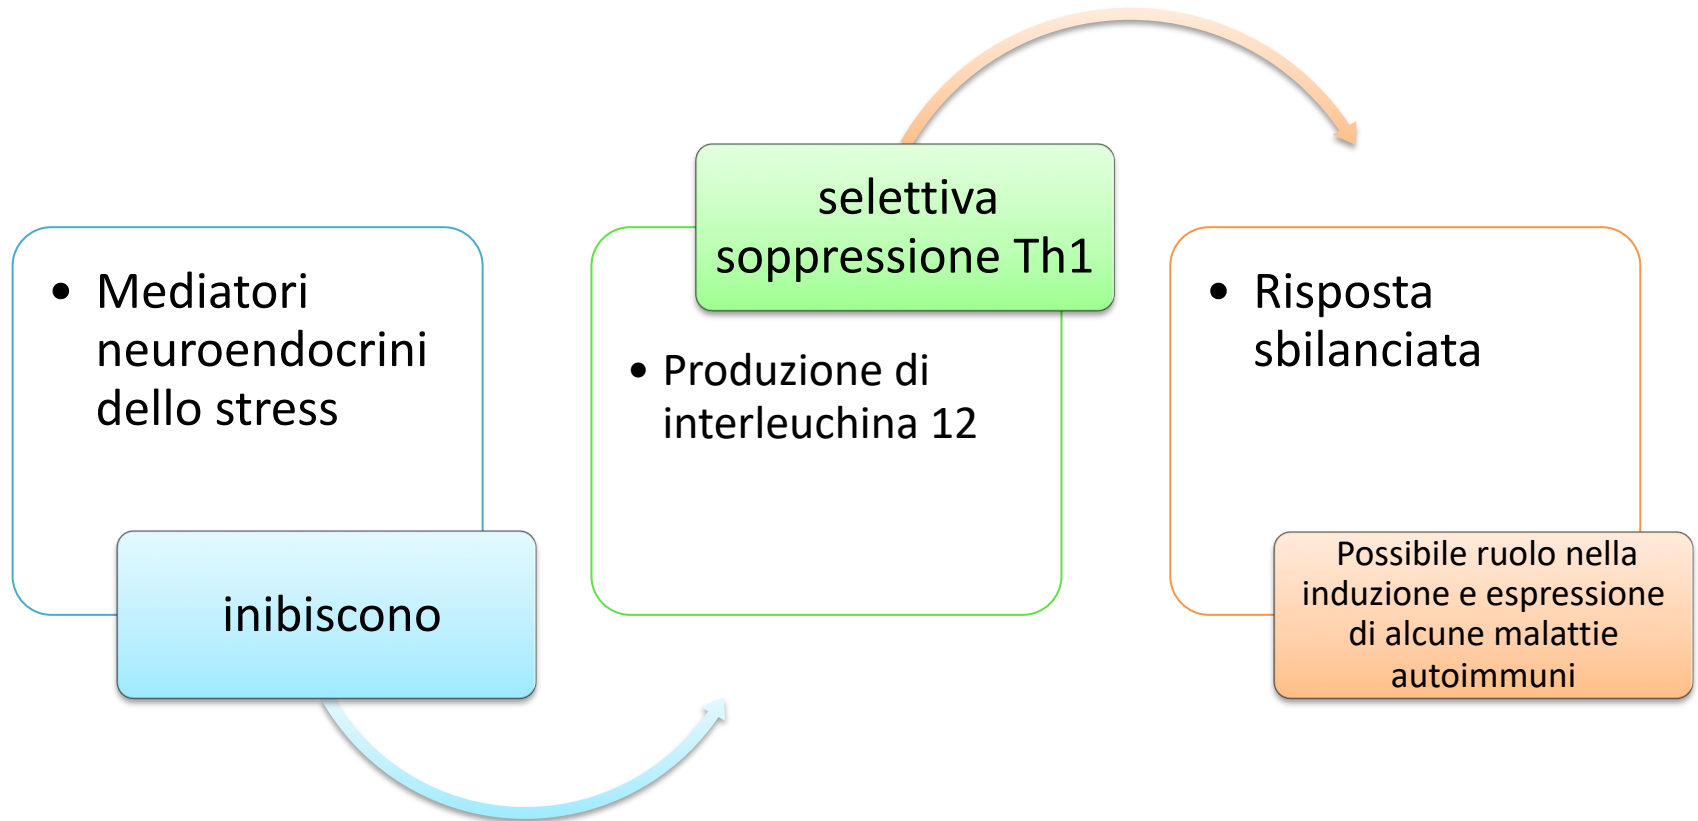 • Mediatori
neuroendocrini
dello stress
inibiscono
selettiva
soppressione Th1
• Produzione di
interleuchina 12
• Risposta
sbilanciata
Possibile ruolo nella
induzione e espressione
di alcune malattie
autoimmuni